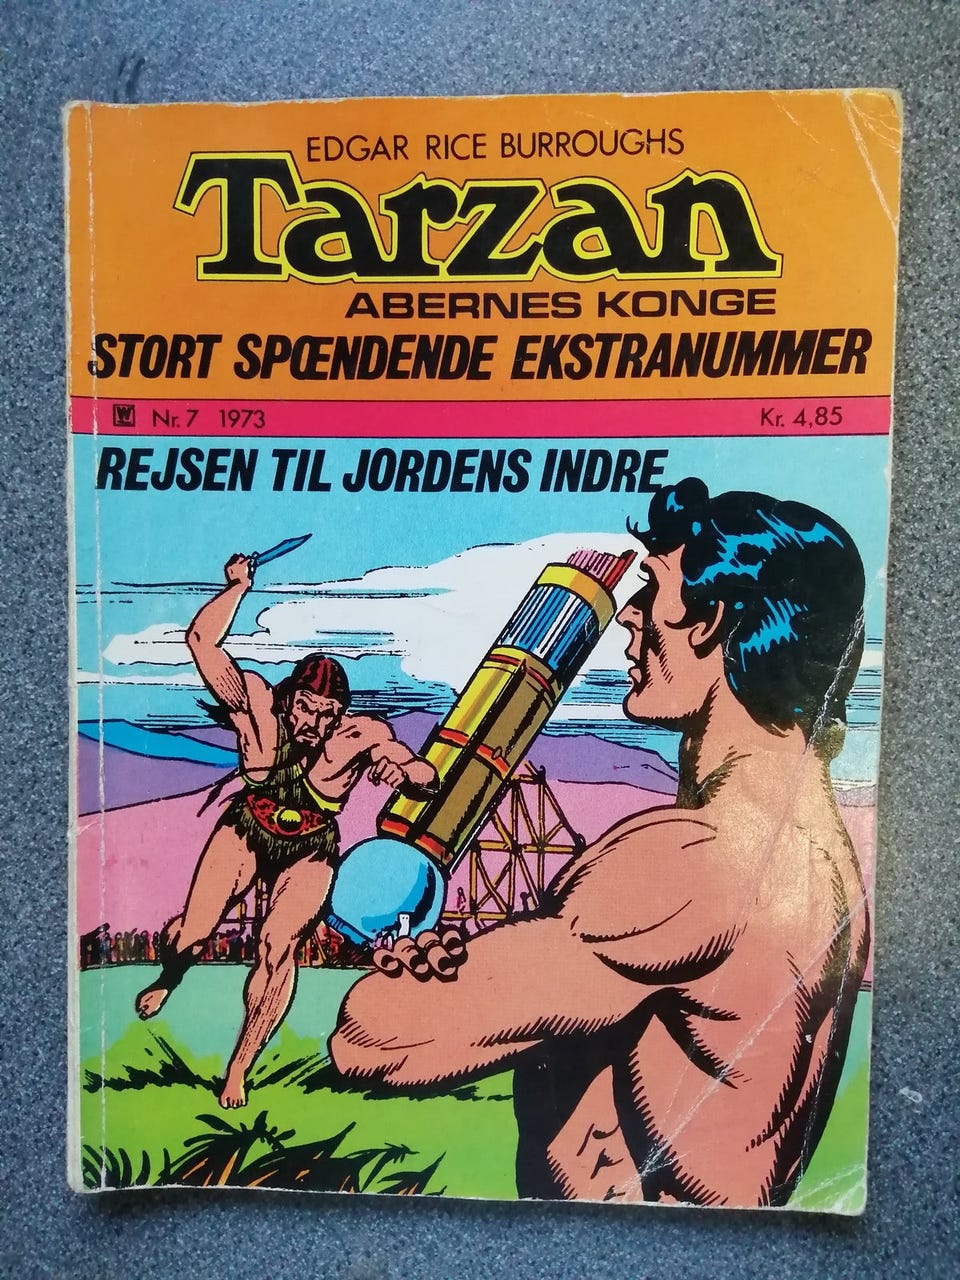 EDGAR RICE BURROUGHS
Tarzan
ABERNES KONGE
STORT SPŒNDENDE EKSTRANUMMER
W Nr. 7 1973 Kr. 4,85
REJSEN TIL JORDENS INDRE